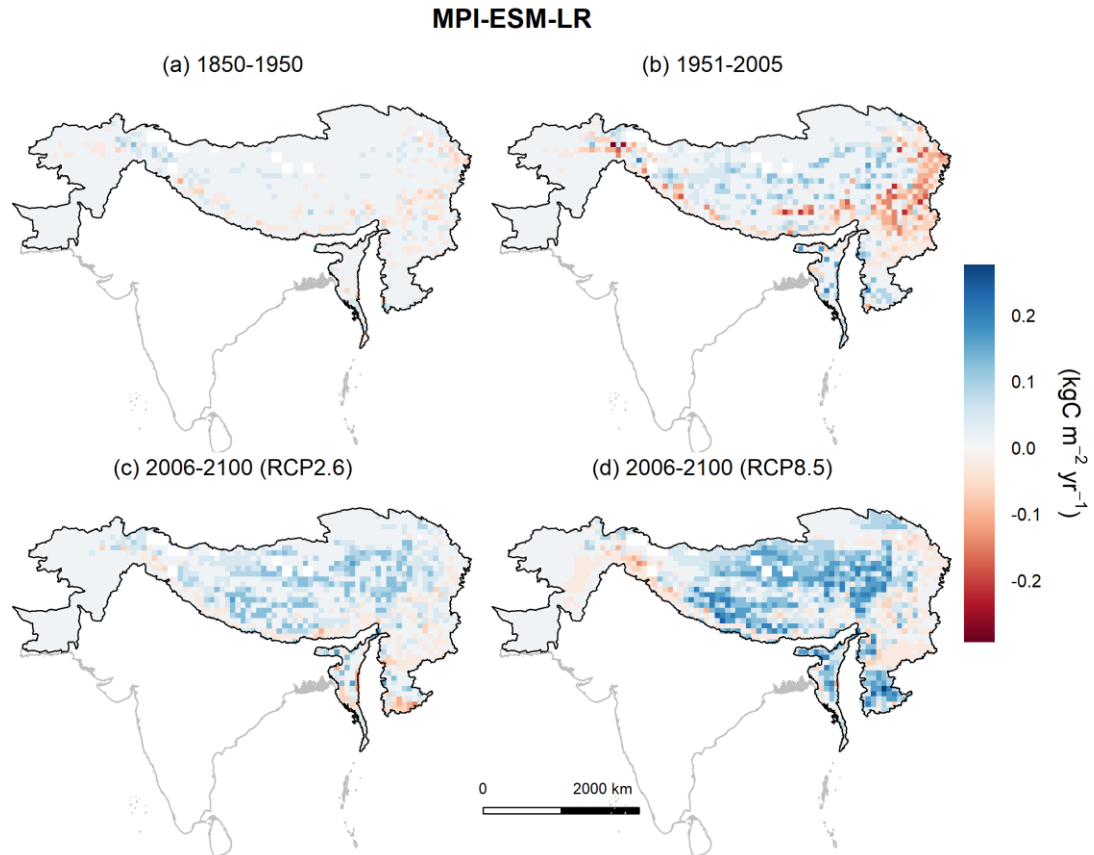 MPI-ESM-LR
(a) 1850-1950
(b) 1951-2005
(c) 2006-2100 (RCP2.6)
(d) 2006-2100 (RCP8.5)
0.2
0.1
0.0
-0.1
-0.2
(kgC m⁻² yr⁻¹)
0 2000 km